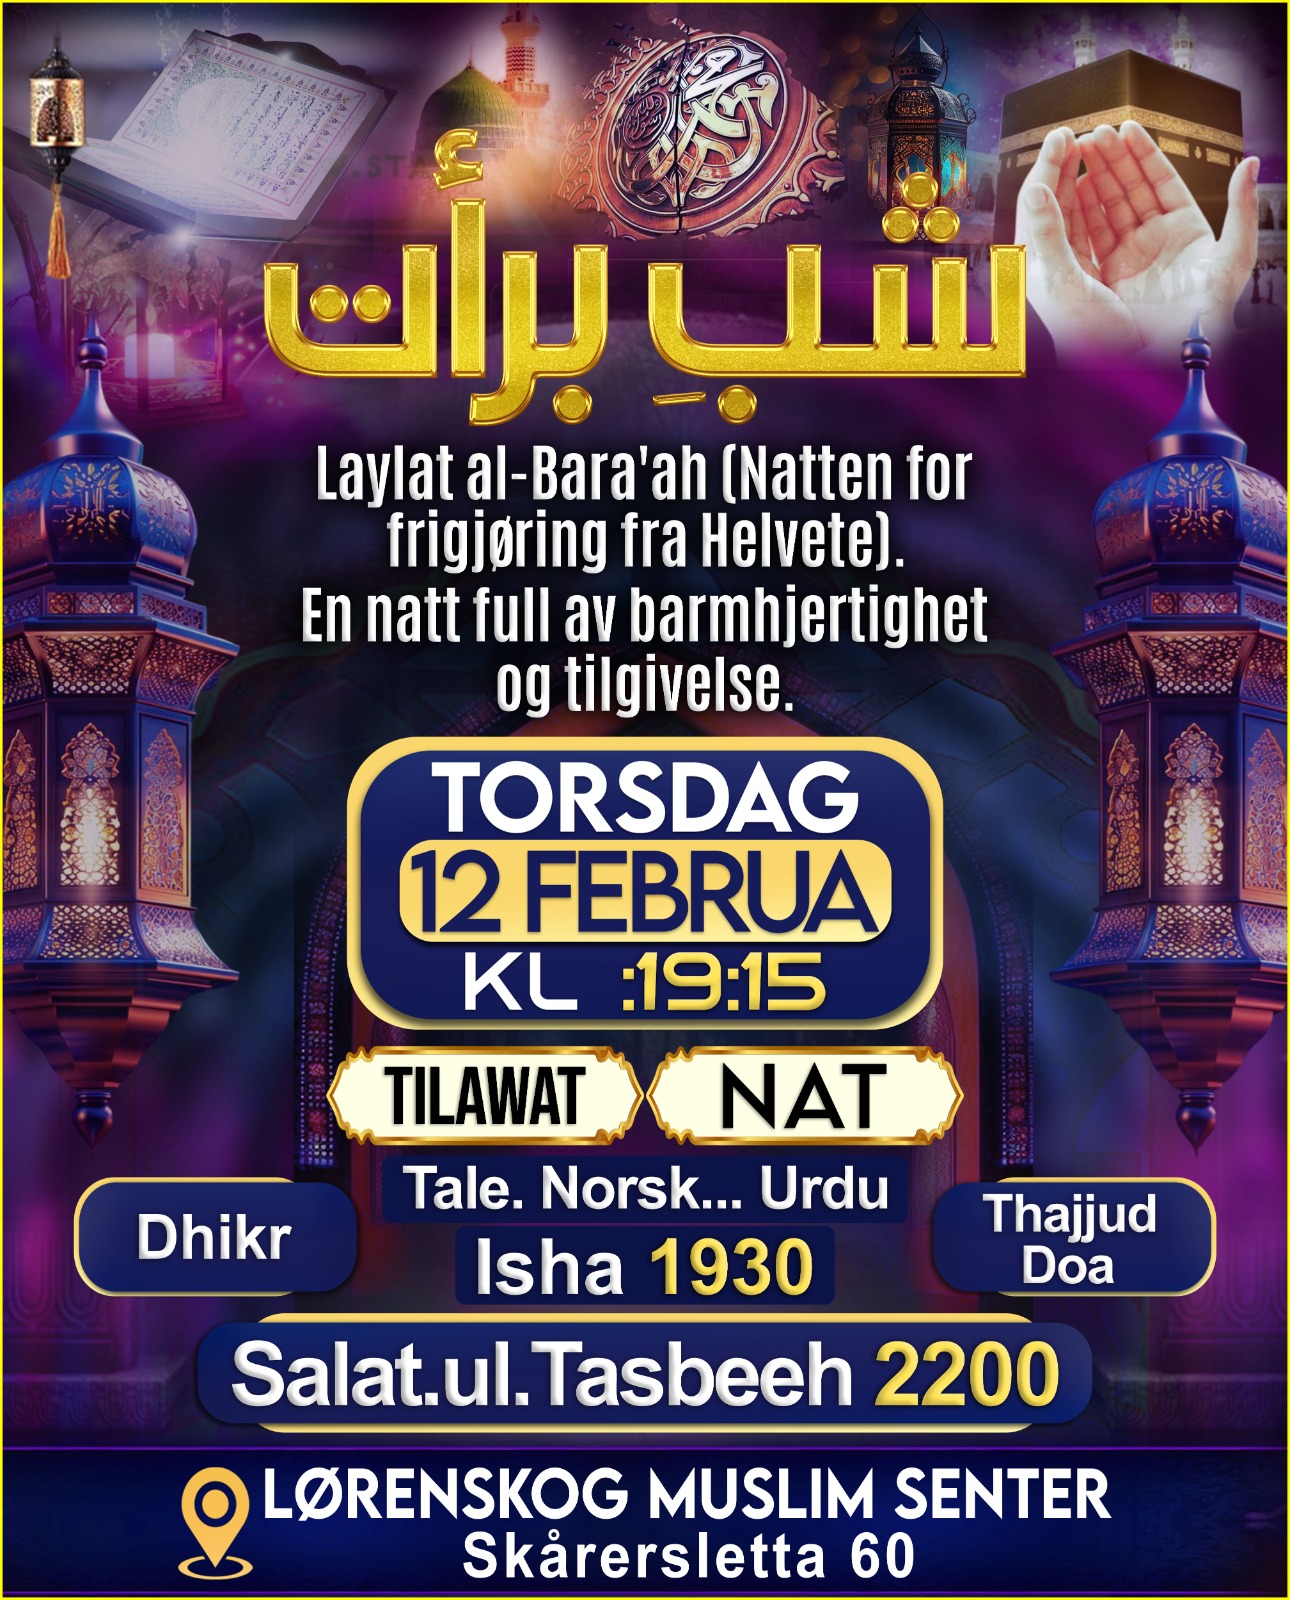 شبِ برأت
Laylat al-Bara'ah (Natten for
frigjøring fra Helvete).
En natt full av barmhjertighet
og tilgivelse.
TORSDAG
12 FEBRUA
KL :19:15
TILAWAT
NAT
Tale. Norsk... Urdu
Dhikr
Isha 1930
Thajjud
Doa
Salat.ul.Tasbeeh 2200
LØRENSKOG MUSLIM SENTER
Skårersletta 60